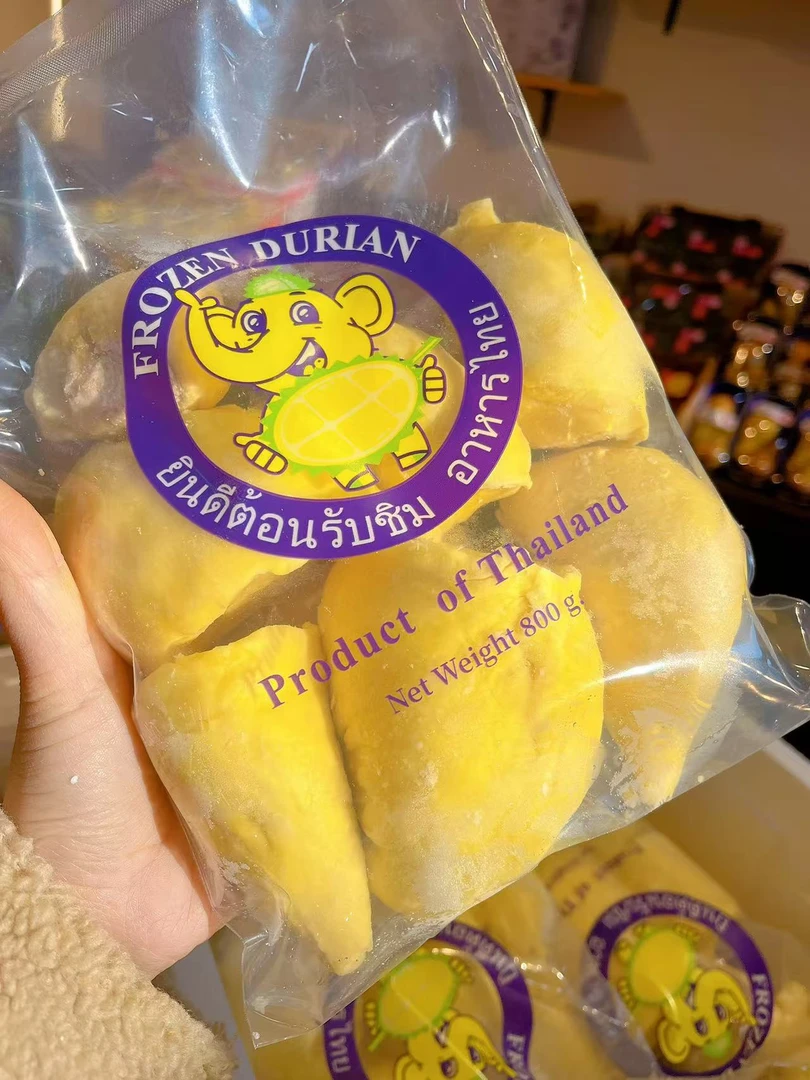 FROZEN DURIAN
ยินดีต้อนรับชิม อาหารไทย
Product of Thailand
Net Weight 800 g.
FROZEN